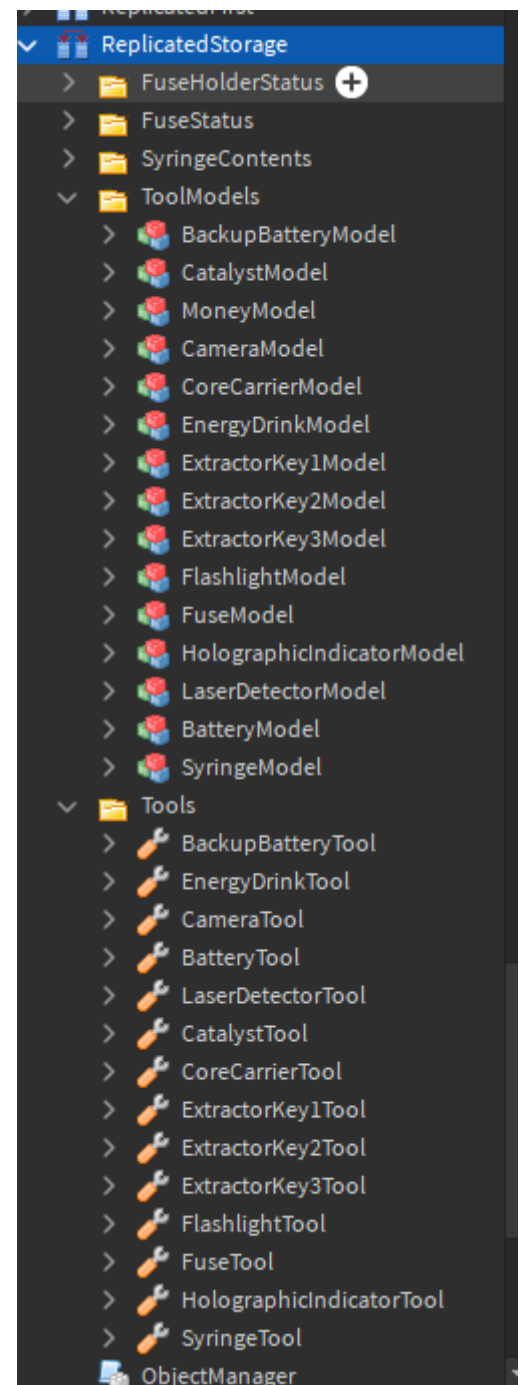 ReplicatedFirst
ReplicatedStorage
FuseHolderStatus
FuseStatus
SyringeContents
ToolModels
BackupBatteryModel
CatalystModel
MoneyModel
CameraModel
CoreCarrierModel
EnergyDrinkModel
ExtractorKey1Model
ExtractorKey2Model
ExtractorKey3Model
FlashlightModel
FuseModel
HolographicIndicatorModel
LaserDetectorModel
BatteryModel
SyringeModel
Tools
BackupBatteryTool
EnergyDrinkTool
CameraTool
BatteryTool
LaserDetectorTool
CatalystTool
CoreCarrierTool
ExtractorKey1Tool
ExtractorKey2Tool
ExtractorKey3Tool
FlashlightTool
FuseTool
HolographicIndicatorTool
SyringeTool
ObjectManager